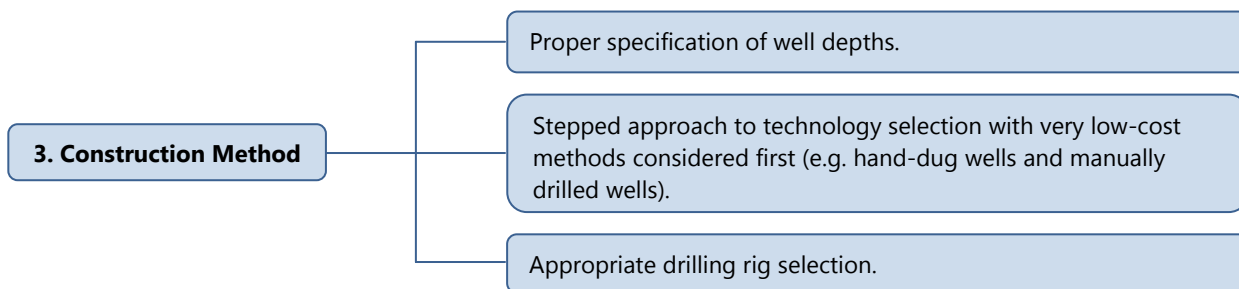 Proper specification of well depths.
3. Construction Method
Stepped approach to technology selection with very low-cost
methods considered first (e.g. hand-dug wells and manually
drilled wells).
Appropriate drilling rig selection.